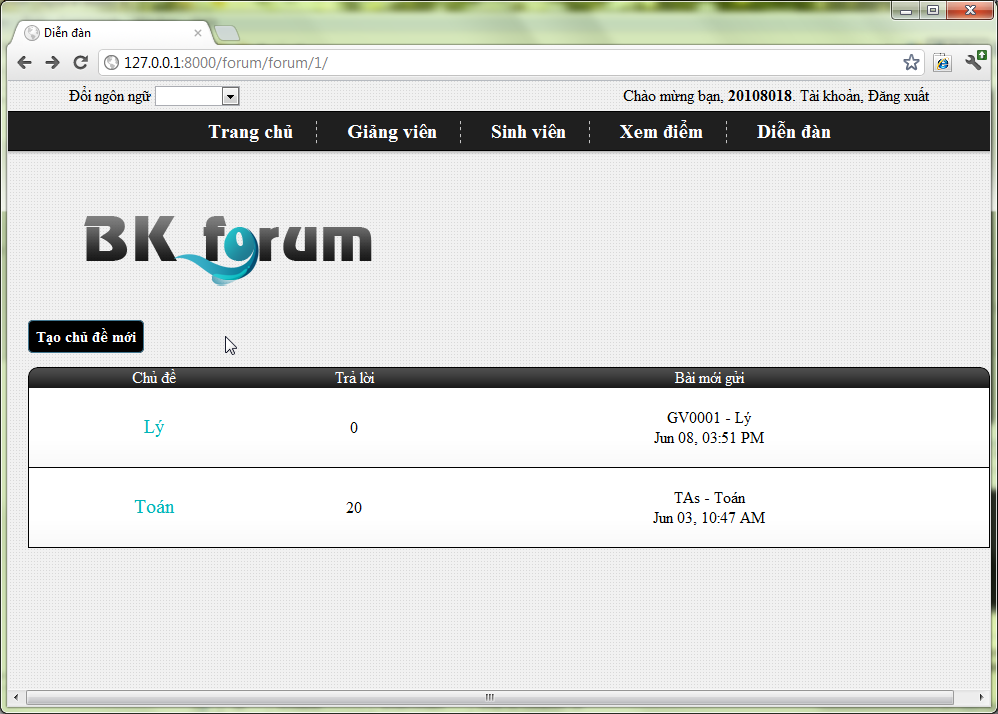 Diễn đàn
127.0.0.1:8000/forum/forum/1/
Đổi ngôn ngữ
Chào mừng bạn, 20108018. Tài khoản, Đăng xuất
Trang chủ Giảng viên Sinh viên Xem điểm Diễn đàn
BK forum
Tạo chủ đề mới
Chủ đề Trả lời Bài mới gửi
Lý 0 GV0001 - Lý
Jun 08, 03:51 PM
Toán 20 TAs - Toán
Jun 03, 10:47 AM